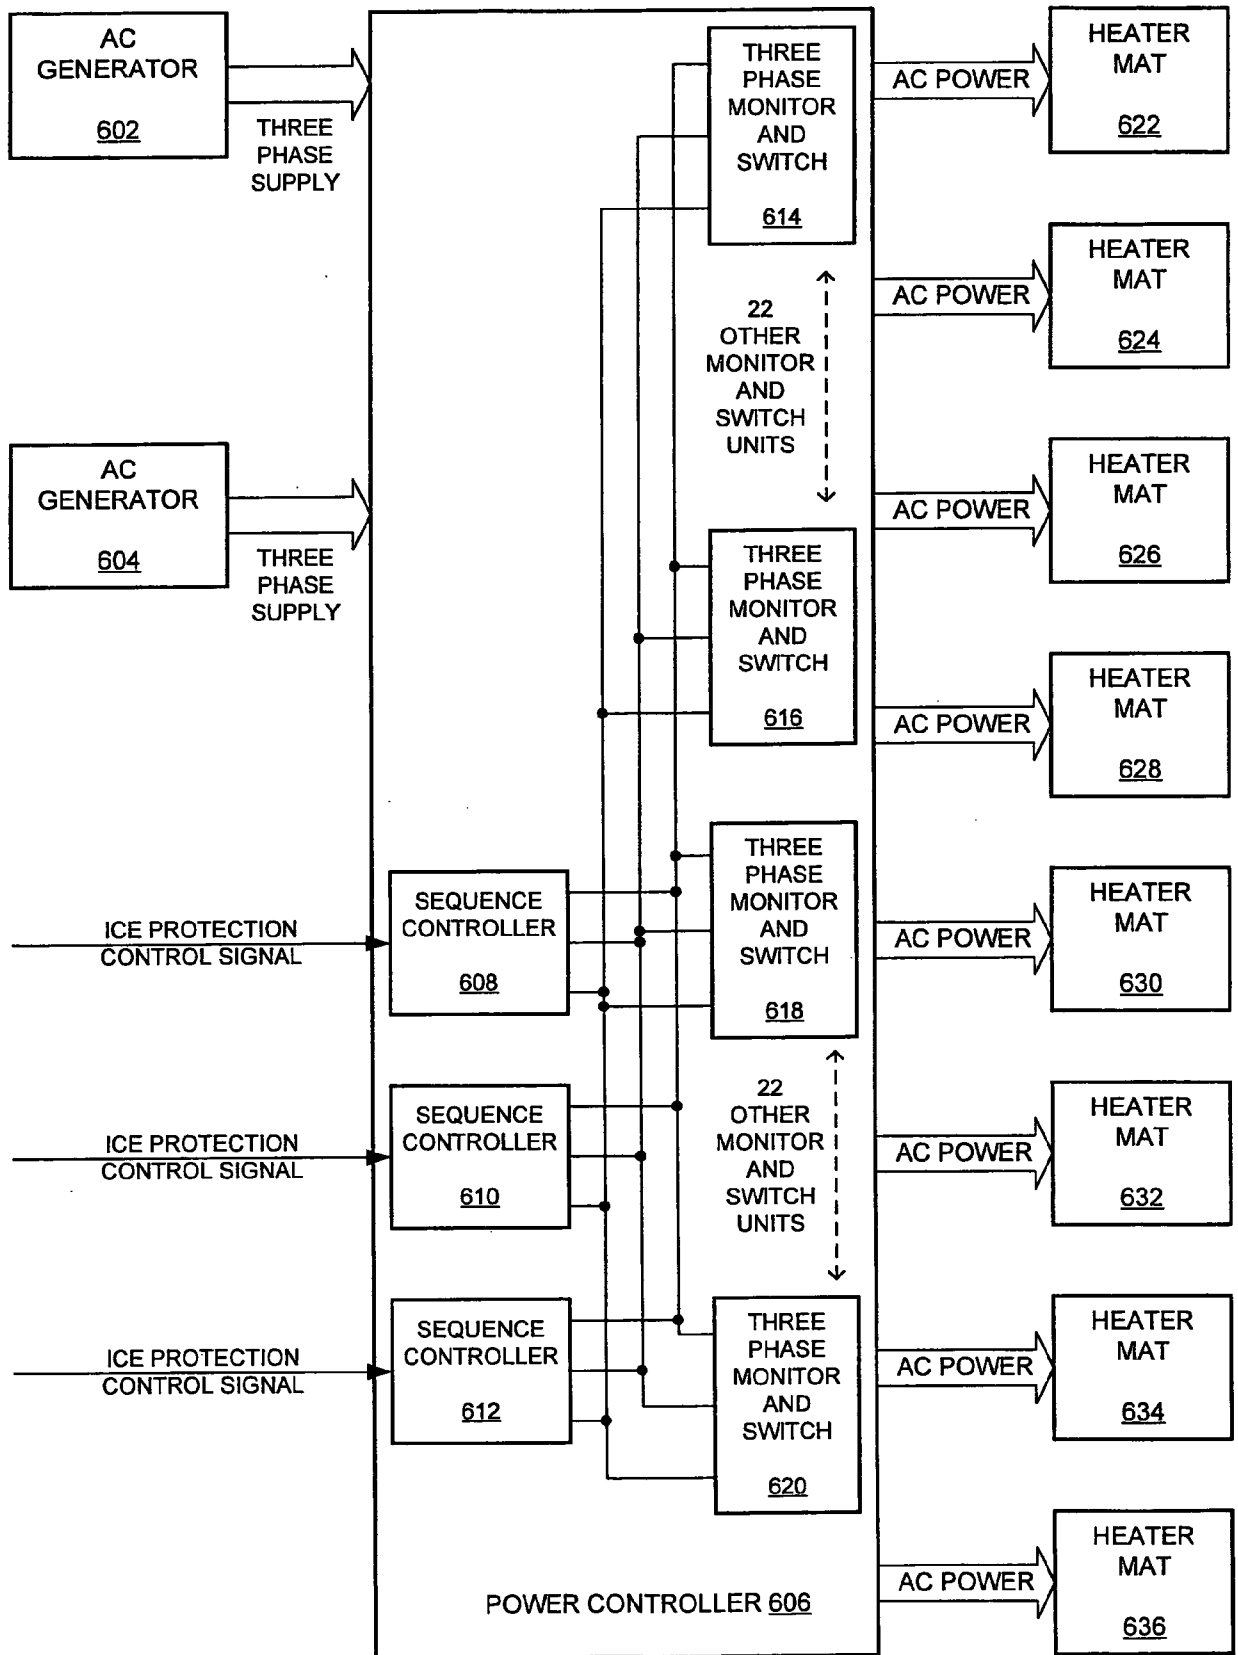 AC
GENERATOR
602
THREE
PHASE
SUPPLY
AC
GENERATOR
604
THREE
PHASE
SUPPLY
ICE PROTECTION
CONTROL SIGNAL
ICE PROTECTION
CONTROL SIGNAL
ICE PROTECTION
CONTROL SIGNAL
SEQUENCE
CONTROLLER
608
SEQUENCE
CONTROLLER
610
SEQUENCE
CONTROLLER
612
THREE
PHASE
MONITOR
AND
SWITCH
614
22
OTHER
MONITOR
AND
SWITCH
UNITS
THREE
PHASE
MONITOR
AND
SWITCH
616
THREE
PHASE
MONITOR
AND
SWITCH
618
22
OTHER
MONITOR
AND
SWITCH
UNITS
THREE
PHASE
MONITOR
AND
SWITCH
620
POWER CONTROLLER 606
AC POWER
HEATER
MAT
622
AC POWER
HEATER
MAT
624
AC POWER
HEATER
MAT
626
AC POWER
HEATER
MAT
628
AC POWER
HEATER
MAT
630
AC POWER
HEATER
MAT
632
AC POWER
HEATER
MAT
634
AC POWER
HEATER
MAT
636